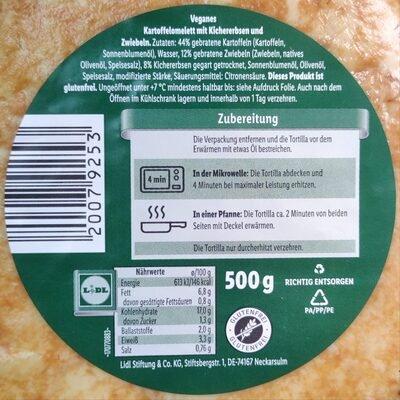 Veganes
Kartoffelomelett mit Kichererbsen und
Zwiebeln. Zutaten: 44% gebratene Kartoffeln (Kartoffeln,
Sonnenblumenöl), Wasser, 12% gebratene Zwiebeln (Zwiebeln, natives
Olivenöl, Speisesalz), 8% Kichererbsen gegart getrocknet, Sonnenblumenöl, Olivenöl,
Speisesalz, modifizierte Stärke, Säuerungsmittel: Citronensäure. Dieses Produkt ist
glutenfrei. Ungeöffnet unter +7 °C mindestens haltbar bis: siehe Aufdruck Folie. Auch nach dem
Öffnen im Kühlschrank lagern und innerhalb von 1 Tag verzehren.
Zubereitung
Die Verpackung entfernen und die Tortilla vor dem
Erwärmen mit etwas Öl bestreichen.
4 min
In der Mikrowelle: Die Tortilla abdecken und
4 Minuten bei maximaler Leistung erhitzen.
In einer Pfanne: Die Tortilla ca. 2 Minuten von beiden
Seiten mit Deckel erwärmen.
Die Tortilla nur durcherhitzt verzehren.
20079253
Nährwerte ø/100 g
Energie 613 kJ/146 kcal
Fett 6,8 g
davon gesättigte Fettsäuren 0,8 g
Kohlenhydrate 17,0 g
davon Zucker 1,3 g
Ballaststoffe 2,0 g
Eiweiß 3,3 g
Salz 0,76 g
500 g
LIDL
GLUTENFREI
GLUTENFREI
RICHTIG ENTSORGEN
PA/PP/PE
Lidl Stiftung & Co. KG, Stiftsbergstr. 1, DE-74167 Neckarsulm